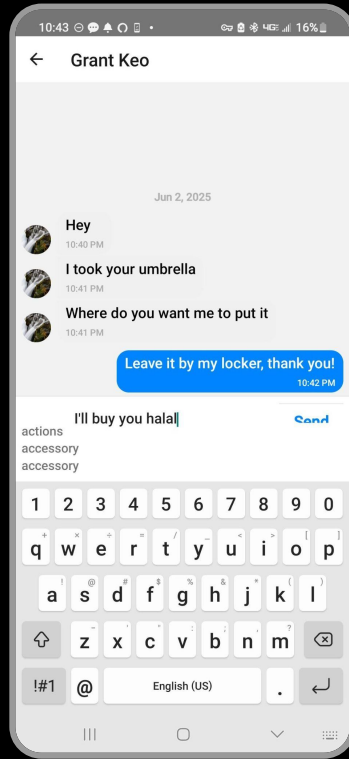 10:43
4GE 16%
Grant Keo
Jun 2, 2025
Hey
10:40 PM
I took your umbrella
10:41 PM
Where do you want me to put it
10:41 PM
Leave it by my locker, thank you!
10:42 PM
I'll buy you halal
Send
actions
accessory
accessory
1 2 3 4 5 6 7 8 9 0
+ × ÷ = / _ < > [ ]
q w e r t y u i o p
! @ # $ % & * ( )
a s d f g h j k l
- ' " : ; , ?
z x c v b n m
!#1 @ English (US) .